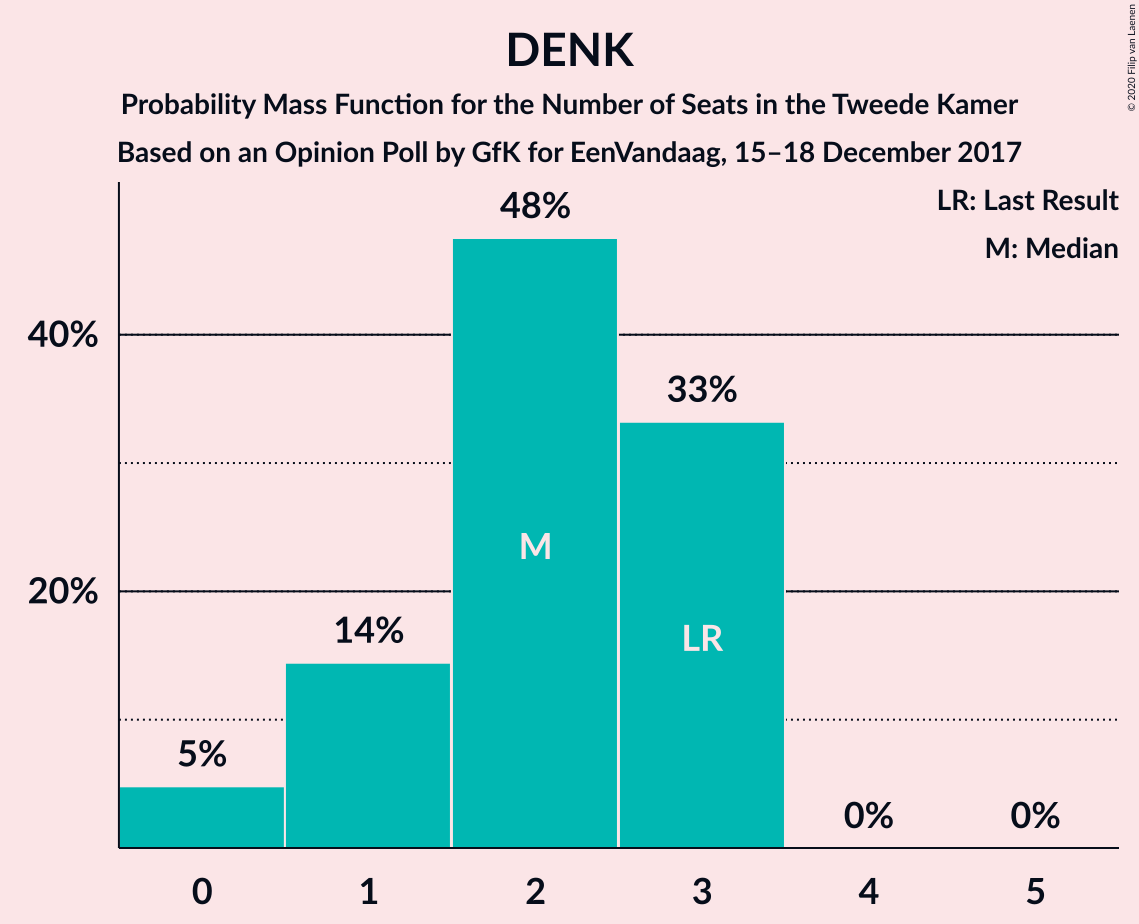 DENK
Probability Mass Function for the Number of Seats in the Tweede Kamer
Based on an Opinion Poll by GfK for EenVandaag, 15–18 December 2017
© 2020 Filip van Laenen
LR: Last Result
M: Median
48%
40%
33%
M
20%
14%
LR
5%
0%
0%
0
1
2
3
4
5